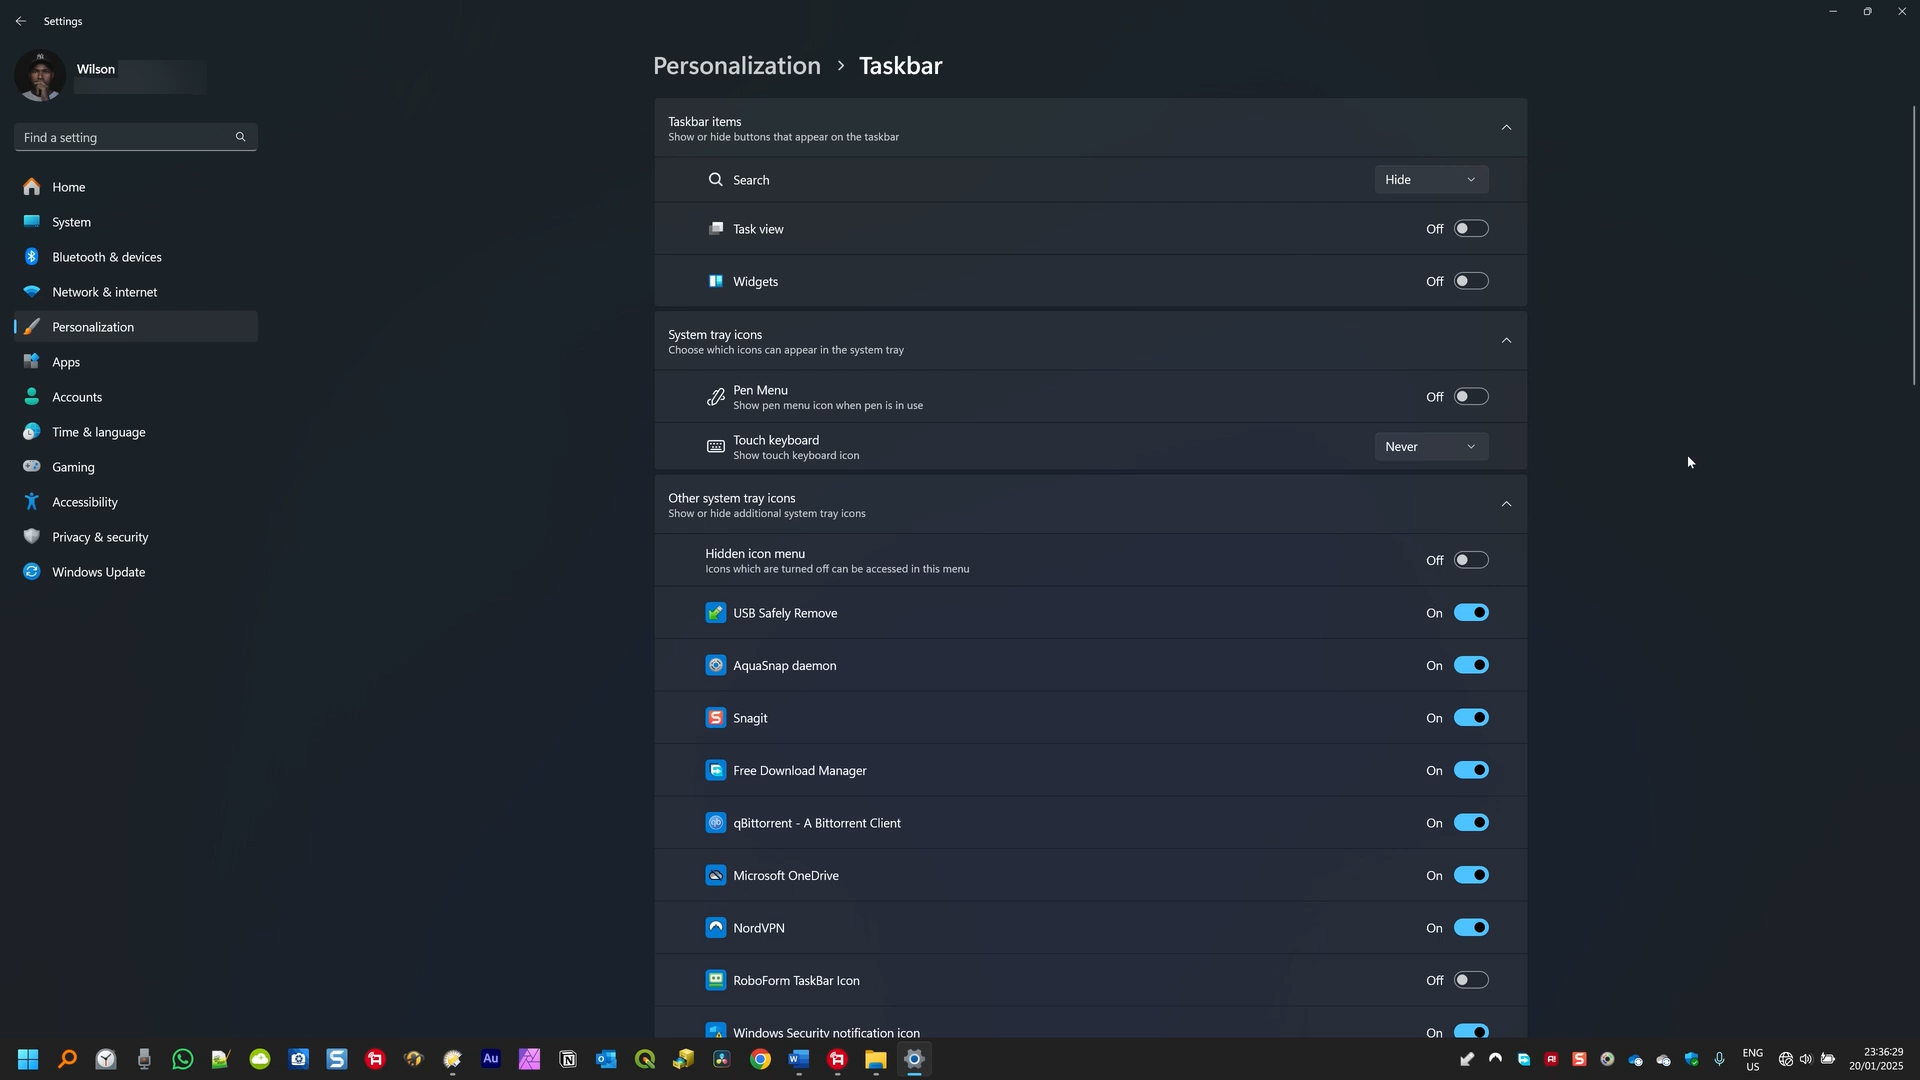 Settings
Wilson
Find a setting
Home
System
Bluetooth & devices
Network & internet
Personalization
Apps
Accounts
Time & language
Gaming
Accessibility
Privacy & security
Windows Update
Personalization > Taskbar
Taskbar items
Show or hide buttons that appear on the taskbar
Search Hide
Task view Off
Widgets Off
System tray icons
Choose which icons can appear in the system tray
Pen Menu
Show pen menu icon when pen is in use
Off
Touch keyboard
Show touch keyboard icon
Never
Other system tray icons
Show or hide additional system tray icons
Hidden icon menu
Icons which are turned off can be accessed in this menu
Off
USB Safely Remove On
AquaSnap daemon On
Snagit On
Free Download Manager On
qBittorrent - A Bittorrent Client On
Microsoft OneDrive On
NordVPN On
RoboForm TaskBar Icon Off
Windows Security notification icon On
Au
ENG
US
23:36:29
20/01/2025